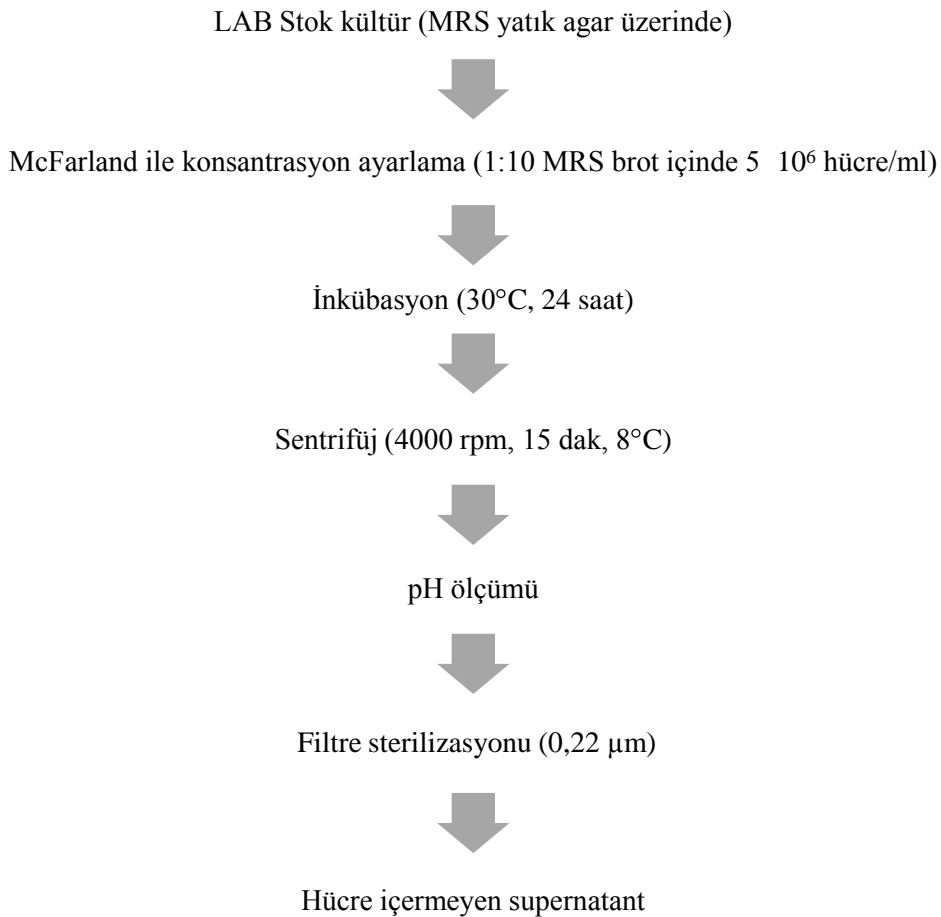 LAB Stok kültür (MRS yatık agar üzerinde)
McFarland ile konsantrasyon ayarlama (1:10 MRS brot içinde 5  10⁶ hücre/ml)
İnkübasyon (30°C, 24 saat)
Sentrifüj (4000 rpm, 15 dak, 8°C)
pH ölçümü
Filtre sterilizasyonu (0,22 µm)
Hücre içermeyen supernatant